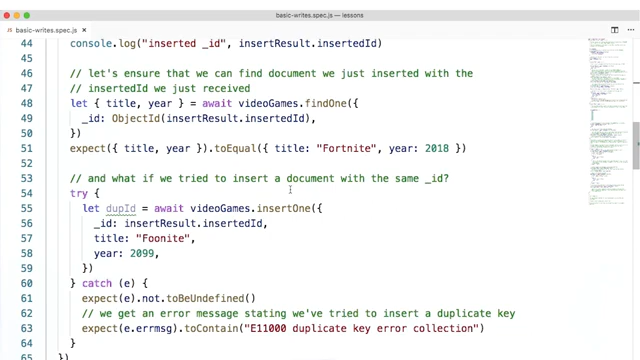 basic-writes.spec.js — lessons
basic-writes.spec.js ×
44 console.log("inserted _id", insertResult.insertedId)
45
46 // let's ensure that we can find document we just inserted with the
47 // insertedId we just received
48 let { title, year } = await videoGames.findOne({
49 _id: ObjectId(insertResult.insertedId),
50 })
51 expect({ title, year }).toEqual({ title: "Fortnite", year: 2018 })
52
53 // and what if we tried to insert a document with the same _id?
54 try {
55 let dupId = await videoGames.insertOne({
56 _id: insertResult.insertedId,
57 title: "Foonite",
58 year: 2099,
59 })
60 } catch (e) {
61 expect(e).not.toBeUndefined()
62 // we get an error message stating we've tried to insert a duplicate key
63 expect(e.errmsg).toContain("E11000 duplicate key error collection")
64 }
65 })